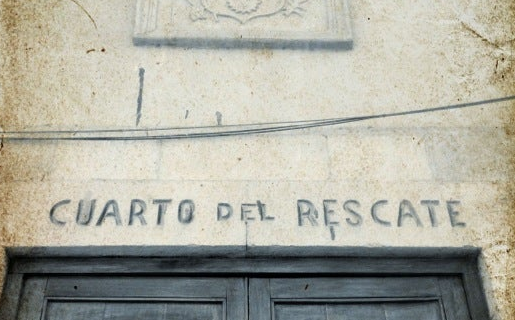 CUARTO DEL RESCATE